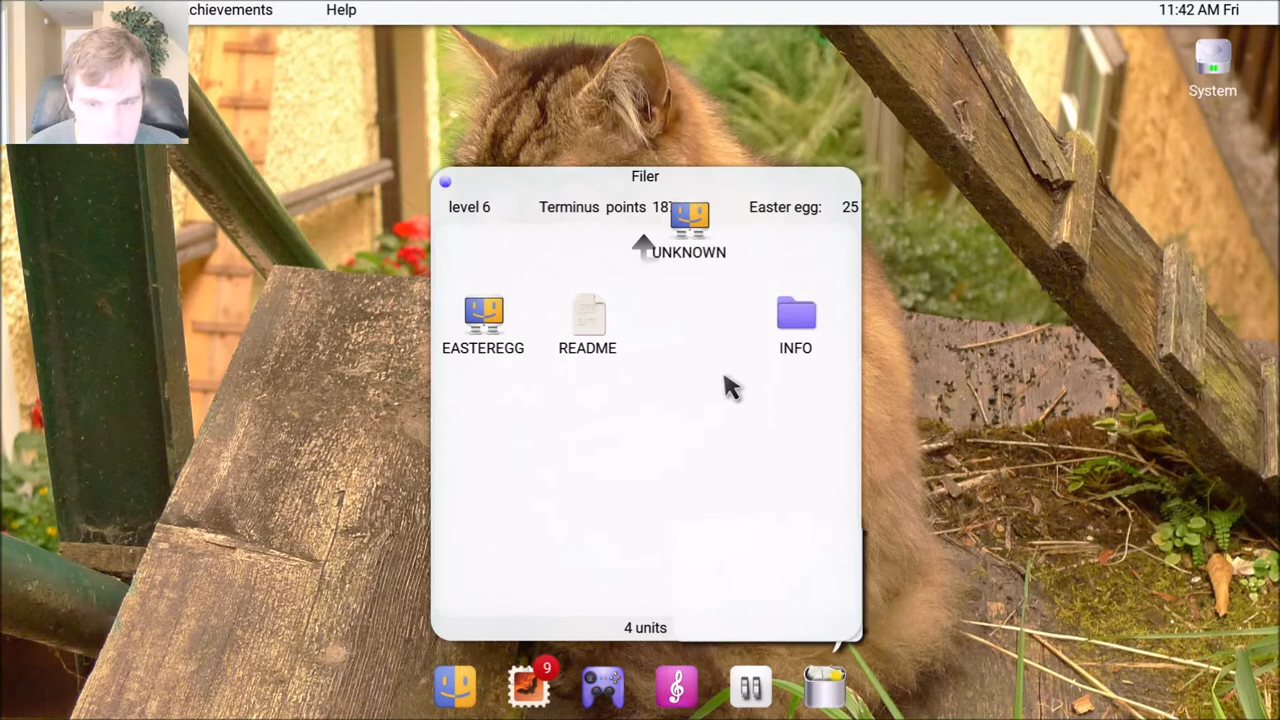 chievements Help 11:42 AM Fri
System
Filer
level 6 Terminus points 18 Easter egg: 25
UNKNOWN
EASTEREGG README INFO
4 units
9